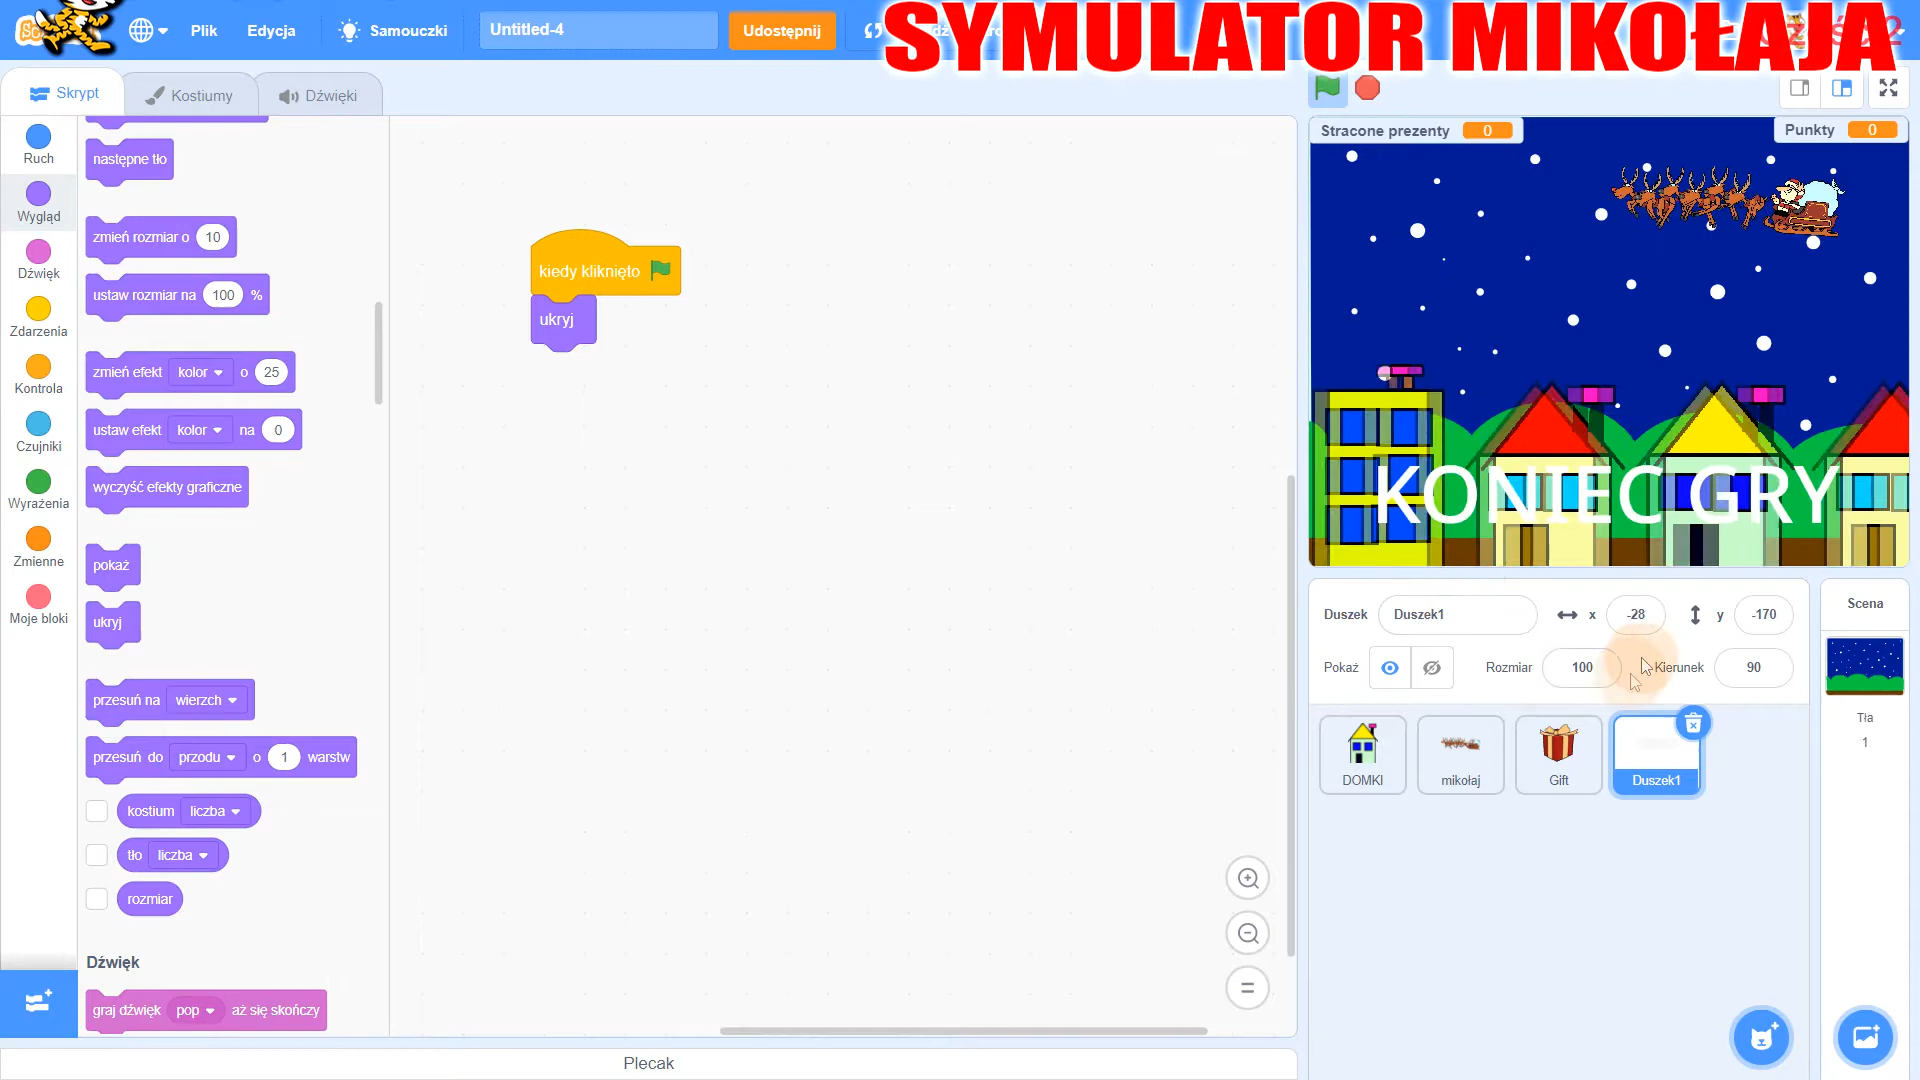 Plik
Edycja
Samouczki
Untitled-4
Udostępnij
SYMULATOR MIKOŁAJA
Skrypt
Kostiumy
Dźwięki
Ruch
Wygląd
Dźwięk
Zdarzenia
Kontrola
Czujniki
Wyrażenia
Zmienne
Moje bloki
następne tło
zmień rozmiar o 10
ustaw rozmiar na 100 %
zmień efekt kolor o 25
ustaw efekt kolor na 0
wyczyść efekty graficzne
pokaż
ukryj
przesuń na wierzch
przesuń do przodu o 1 warstw
kostium liczba
tło liczba
rozmiar
Dźwięk
graj dźwięk pop aż się skończy
kiedy kliknięto
ukryj
Plecak
Stracone prezenty 0
Punkty 0
KONIEC GRY
Duszek Duszek1 x -28 y -170
Pokaż Rozmiar 100 Kierunek 90
DOMKI
mikołaj
Gift
Duszek1
Scena
Tła
1